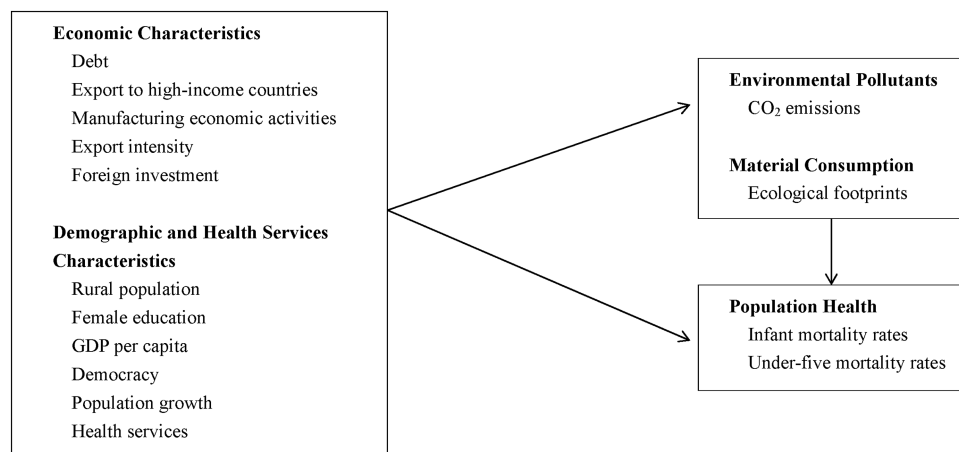 Economic Characteristics
Debt
Export to high-income countries
Manufacturing economic activities
Export intensity
Foreign investment
Demographic and Health Services
Characteristics
Rural population
Female education
GDP per capita
Democracy
Population growth
Health services
Environmental Pollutants
CO₂ emissions
Material Consumption
Ecological footprints
Population Health
Infant mortality rates
Under-five mortality rates